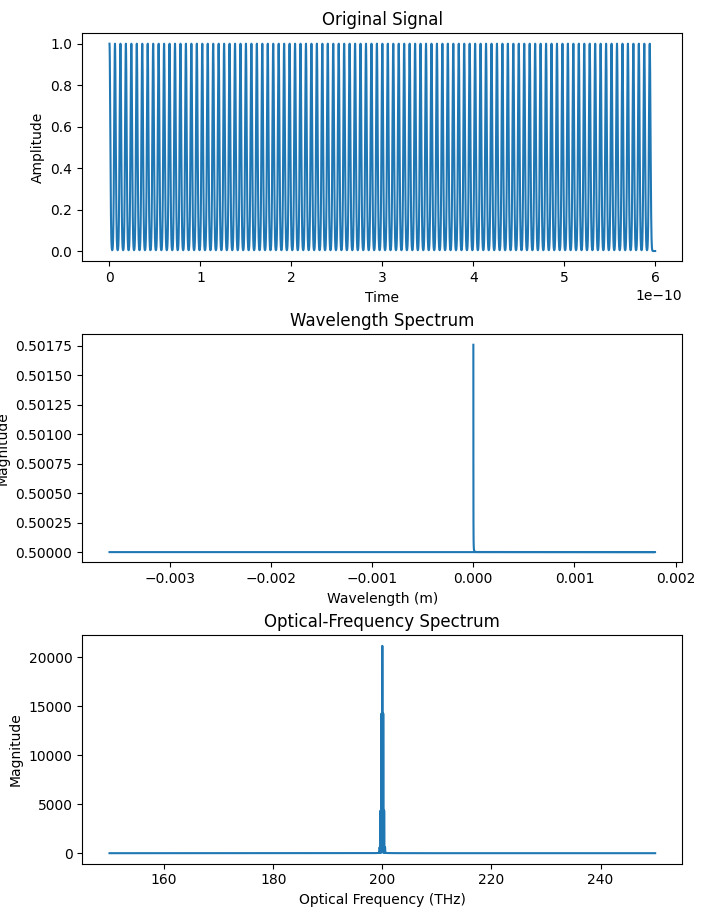 Original Signal
1.0
0.8
0.6
0.4
0.2
0.0
Amplitude
0 1 2 3 4 5 6
1e−10
Time
Wavelength Spectrum
0.50175
0.50150
0.50125
0.50100
0.50075
0.50050
0.50025
0.50000
Magnitude
−0.003 −0.002 −0.001 0.000 0.001 0.002
Wavelength (m)
Optical-Frequency Spectrum
20000
15000
10000
5000
0
Magnitude
160 180 200 220 240
Optical Frequency (THz)